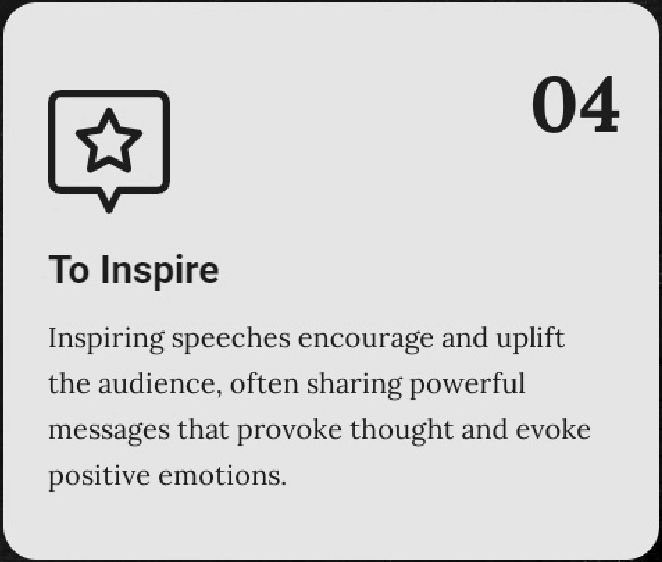 04
To Inspire
Inspiring speeches encourage and uplift
the audience, often sharing powerful
messages that provoke thought and evoke
positive emotions.